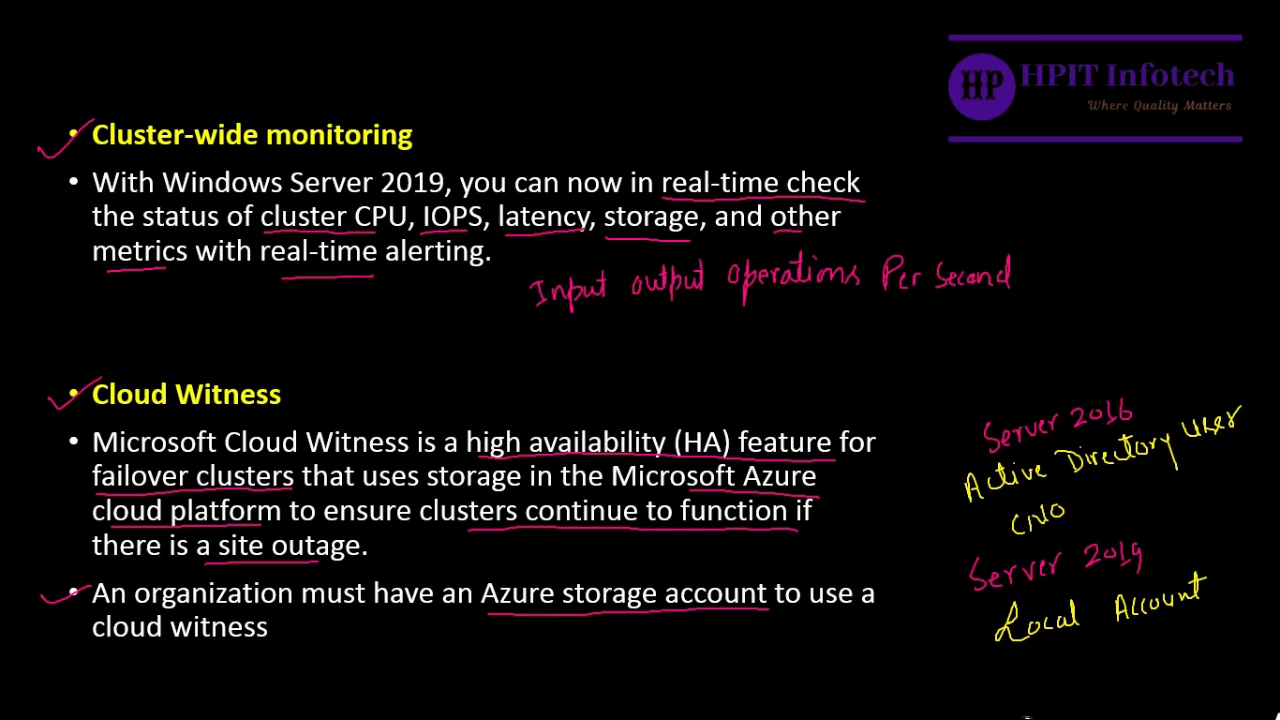 HP HPIT Infotech
Where Quality Matters
• Cluster-wide monitoring
• With Windows Server 2019, you can now in real-time check
the status of cluster CPU, IOPS, latency, storage, and other
metrics with real-time alerting.
Input output operations Per Second
• Cloud Witness
• Microsoft Cloud Witness is a high availability (HA) feature for
failover clusters that uses storage in the Microsoft Azure
cloud platform to ensure clusters continue to function if
there is a site outage.
• An organization must have an Azure storage account to use a
cloud witness
Server 2016
Active Directory User
CNO
Server 2019
Local Account